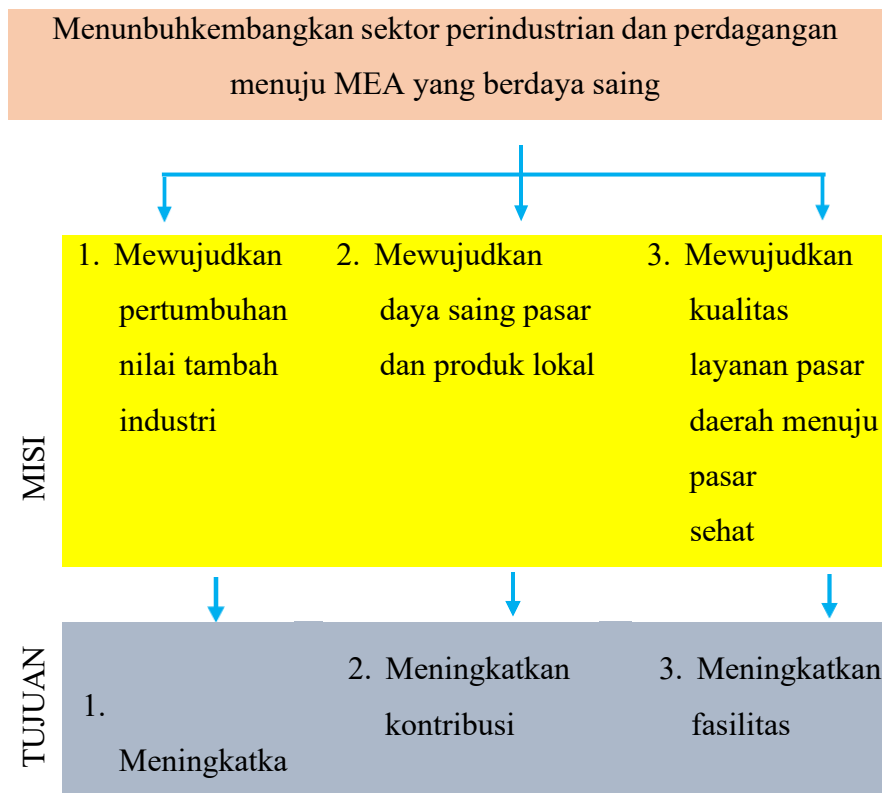 Menunbuhkembangkan sektor perindustrian dan perdagangan
menuju MEA yang berdaya saing
MISI
1. Mewujudkan
pertumbuhan
nilai tambah
industri
2. Mewujudkan
daya saing pasar
dan produk lokal
3. Mewujudkan
kualitas
layanan pasar
daerah menuju
pasar
sehat
TUJUAN
1.
Meningkatka
2. Meningkatkan
kontribusi
3. Meningkatkan
fasilitas